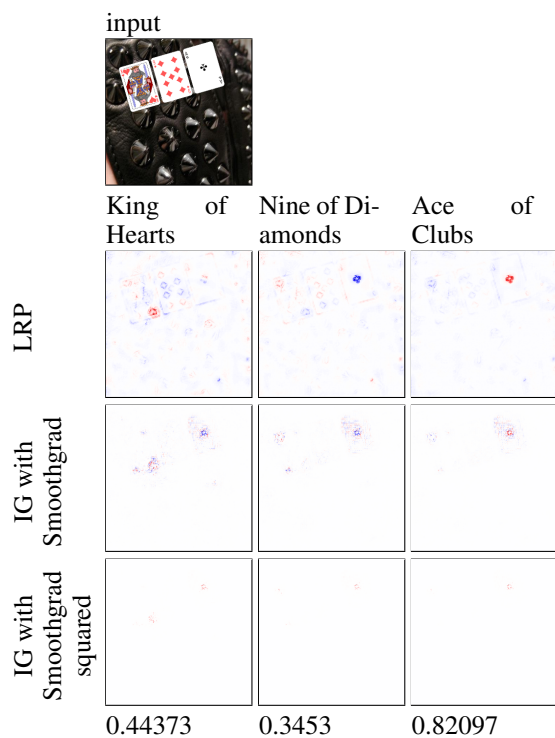 input
King of
Hearts
Nine of Di-
amonds
Ace of
Clubs
LRP
IG with
Smoothgrad
IG with
Smoothgrad
squared
0.44373
0.3453
0.82097